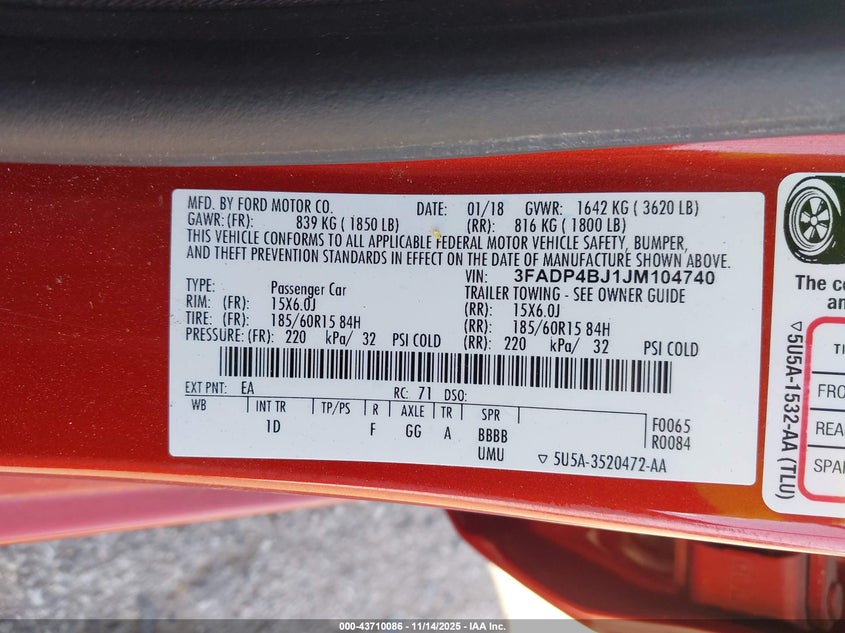 MFD. BY FORD MOTOR CO. DATE: 01/18 GVWR: 1642 KG ( 3620 LB)
GAWR: (FR): 839 KG ( 1850 LB) (RR): 816 KG ( 1800 LB)
THIS VEHICLE CONFORMS TO ALL APPLICABLE FEDERAL MOTOR VEHICLE SAFETY, BUMPER,
AND THEFT PREVENTION STANDARDS IN EFFECT ON THE DATE OF MANUFACTURE SHOWN ABOVE.
VIN: 3FADP4BJ1JM104740
TYPE: Passenger Car TRAILER TOWING - SEE OWNER GUIDE
RIM: (FR) 15X6.0J (RR): 15X6.0J
TIRE: (FR) 185/60R15 84H (RR): 185/60R15 84H
PRESSURE: (FR): 220 kPa/ 32 PSI COLD (RR): 220 kPa/ 32 PSI COLD
EXT PNT: EA RC: 71 DSO:
WB INT TR TP/PS R AXLE TR SPR F0065
1D F GG A BBBB R0084
UMU ▽ 5U5A-3520472-AA
The co
an
▽5U5A-1532-AA (TLU)
TI
FRO
REA
SPA
000-43710086 - 11/14/2025 - IAA Inc.